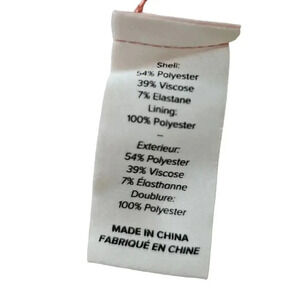 Shell:
54% Polyester
39% Viscose
7% Elastane
Lining:
100% Polyester
–
Exterieur:
54% Polyester
39% Viscose
7% Élasthanne
Doublure:
100% Polyester
MADE IN CHINA
FABRIQUÉ EN CHINE